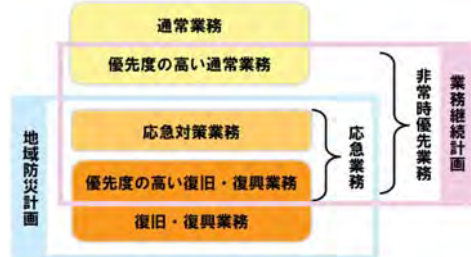 通常業務
優先度の高い通常業務
応急対策業務
優先度の高い復旧・復興業務
復旧・復興業務
地域防災計画
応急業務
非常時優先業務
業務継続計画